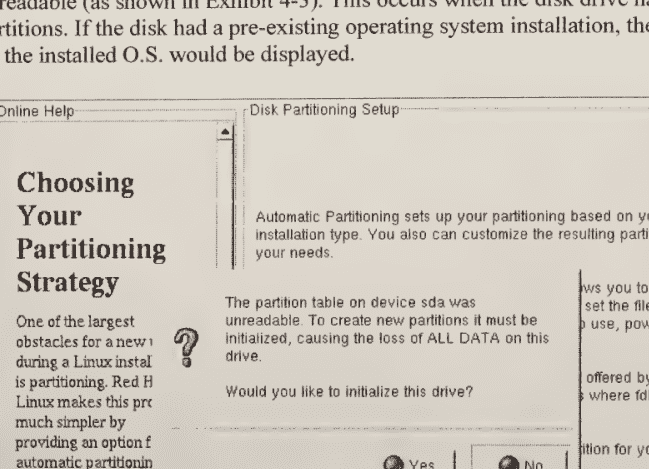 readable (as shown in Exhibit 4-5). This occurs when the disk drive
rtitions. If the disk had a pre-existing operating system installation, the
the installed O.S. would be displayed.
Online Help
Disk Partitioning Setup
Choosing
Your
Partitioning
Strategy
One of the largest
obstacles for a new
during a Linux instal
is partitioning. Red H
Linux makes this pro
much simpler by
providing an option f
automatic partitionin
Automatic Partitioning sets up your partitioning based on yo
installation type. You also can customize the resulting parti
your needs.
The partition table on device sda was
unreadable. To create new partitions it must be
initialized, causing the loss of ALL DATA on this
drive.
Would you like to initialize this drive?
Yes
No
ws you to
set the file
use, pow
offered by
where fd
ition for yo